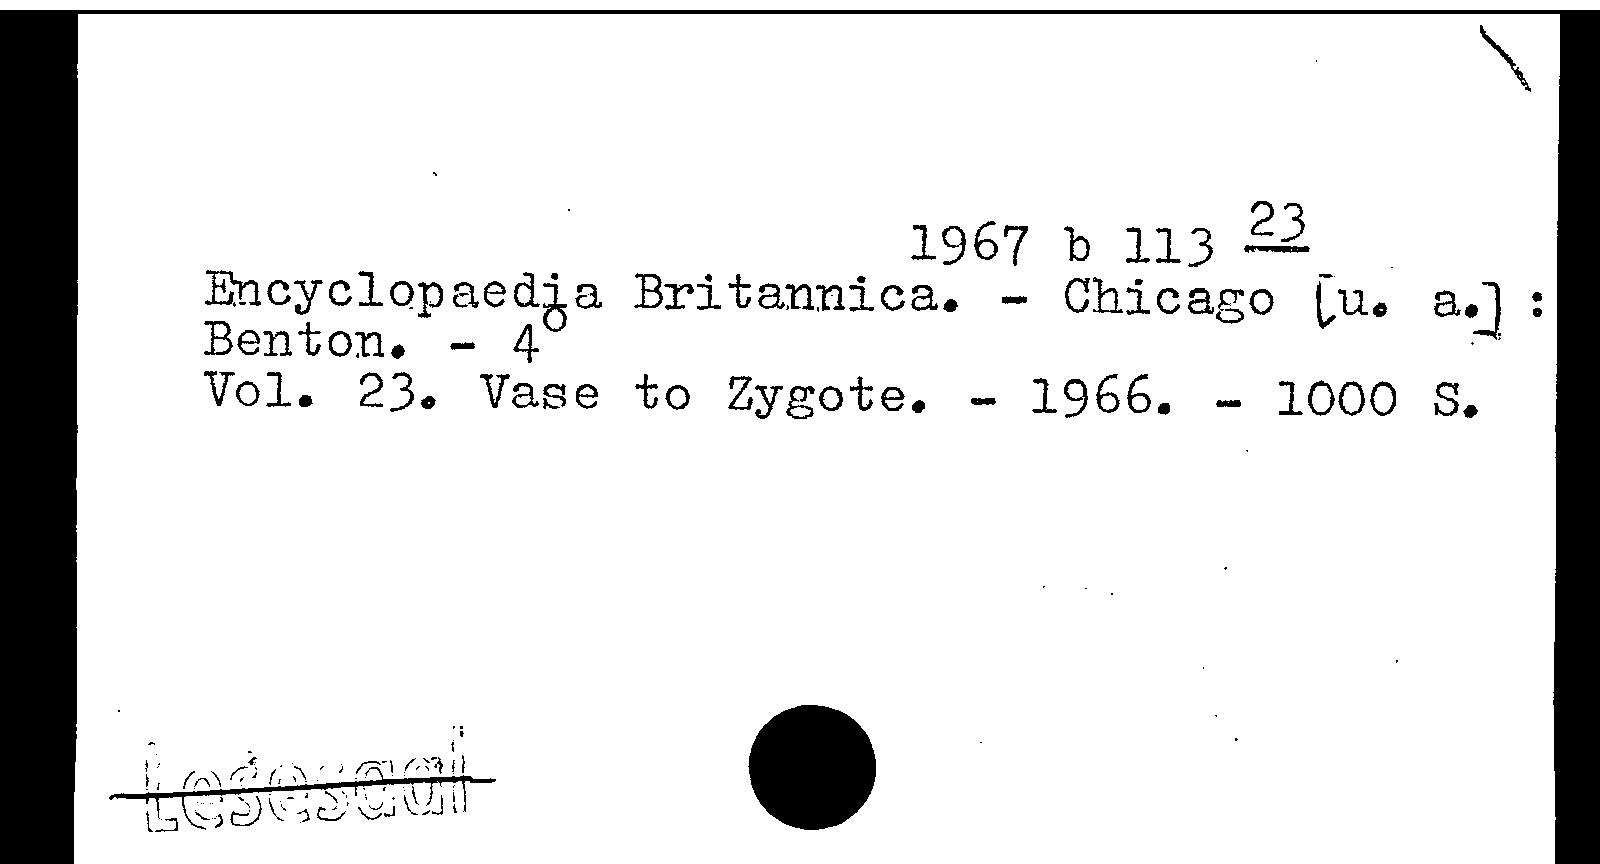 1967 b 113 23
Encyclopaedia Britannica. - Chicago [u. a.] :
Benton. - 4°
Vol. 23. Vase to Zygote. - 1966. - 1000 S.
Lesesaal